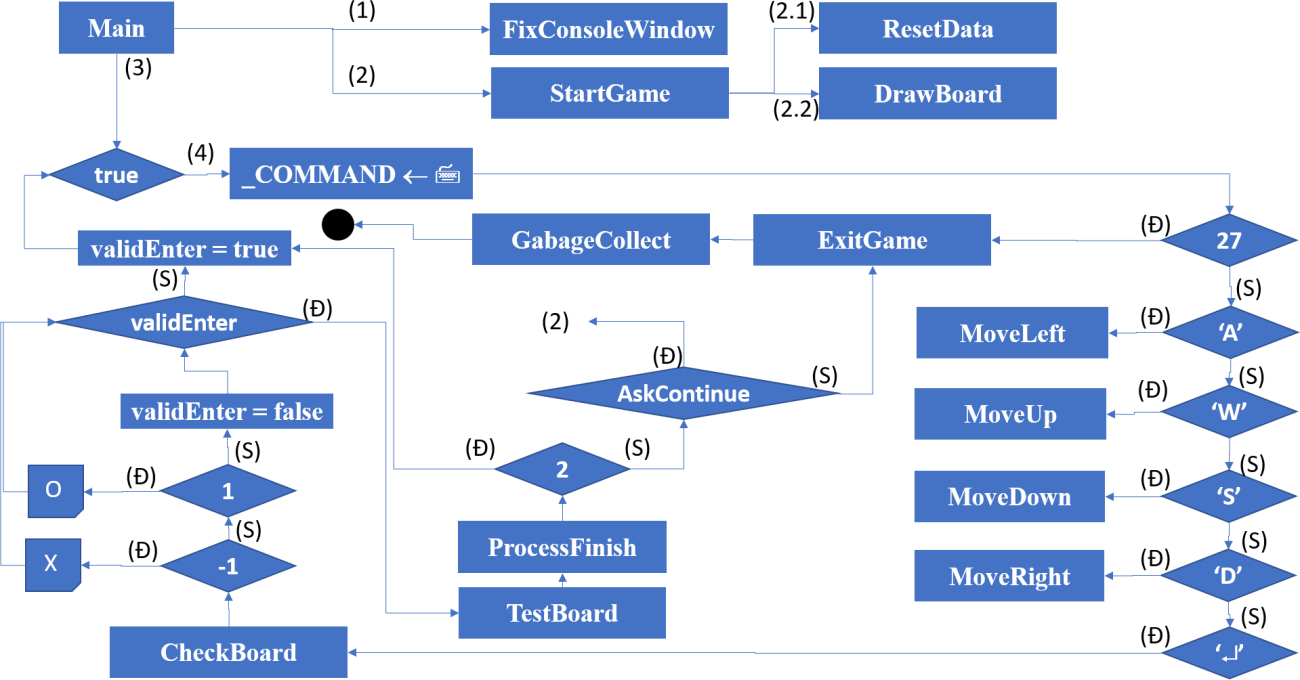 Main
(1)
FixConsoleWindow
(2.1)
ResetData
(3)
(2)
StartGame
(2.2)
DrawBoard
true
(4)
_COMMAND ←
validEnter = true
GabageCollect
ExitGame
(Đ)
27
(S)
(S)
validEnter
(Đ)
(2)
(Đ)
AskContinue
(S)
MoveLeft
(Đ)
‘A’
(S)
validEnter = false
MoveUp
(Đ)
‘W’
(S)
(S)
(Đ)
1
O
(Đ)
2
(S)
MoveDown
(Đ)
‘S’
(S)
(S)
(Đ)
-1
X
ProcessFinish
MoveRight
(Đ)
‘D’
(S)
TestBoard
CheckBoard
(Đ)
‘↵’